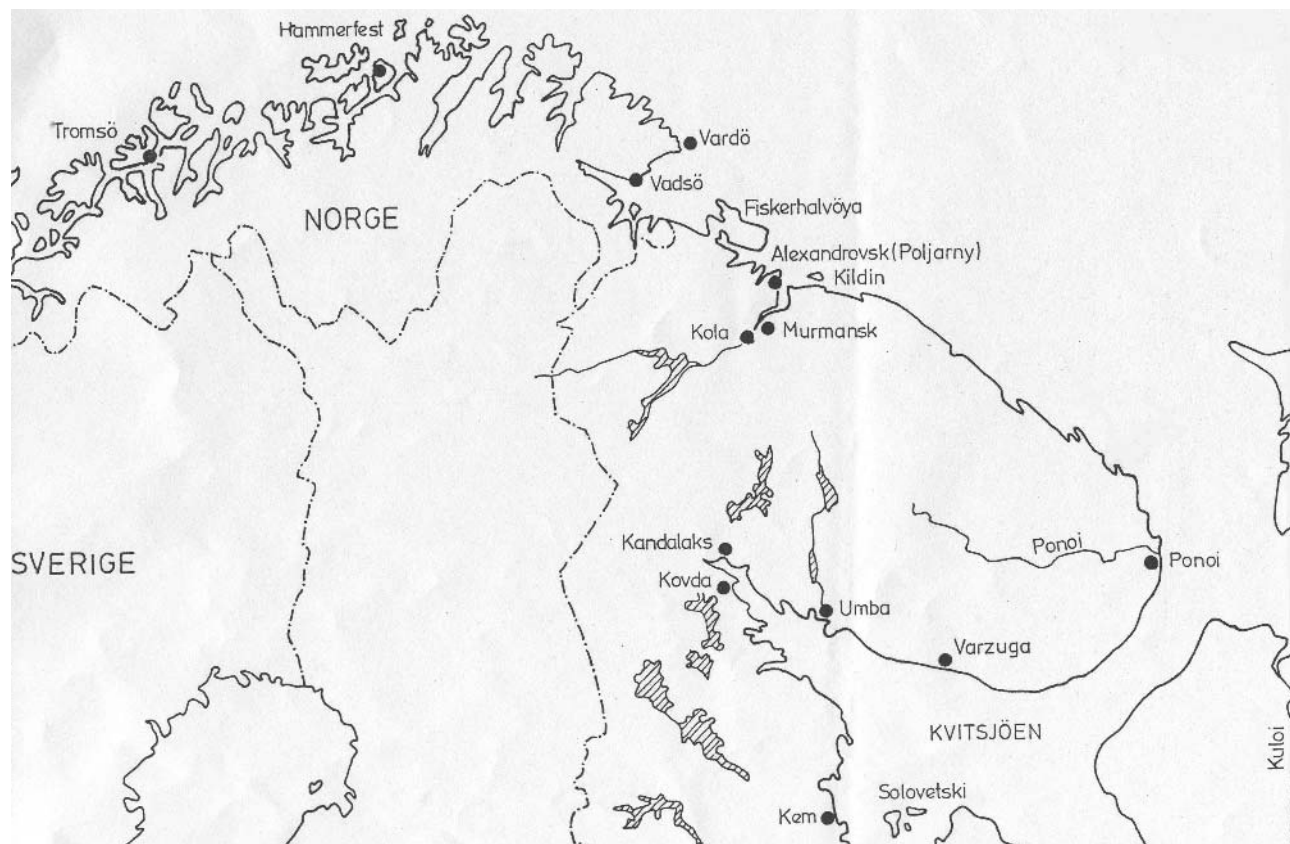 Hammerfest
Tromsö
Vardö
Vadsö
NORGE
Fiskerhalvöya
Alexandrovsk (Poljarny)
Kildin
Kola
Murmansk
SVERIGE
Kandalaks
Ponoi
Ponoi
Kovda
Umba
Varzuga
KVITSJÖEN
Kuloi
Solovetski
Kem